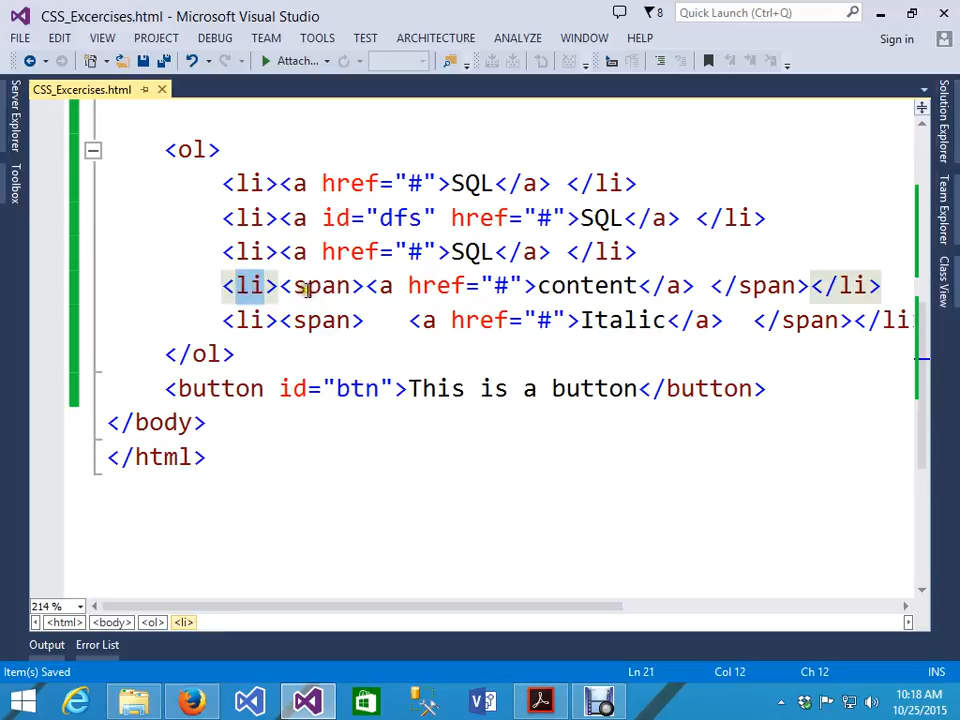 CSS_Excercises.html - Microsoft Visual Studio
8
Quick Launch (Ctrl+Q)
FILE EDIT VIEW PROJECT DEBUG TEAM TOOLS TEST ARCHITECTURE ANALYZE WINDOW HELP
Sign in
Attach...
CSS_Excercises.html
Server Explorer
Toolbox
Solution Explorer
Team Explorer
Class View
<ol>
<li><a href="#">SQL</a> </li>
<li><a id="dfs" href="#">SQL</a> </li>
<li><a href="#">SQL</a> </li>
<li><span><a href="#">content</a> </span></li>
<li><span>   <a href="#">Italic</a>  </span></li
</ol>
<button id="btn">This is a button</button>
</body>
</html>
214 %
<html> <body> <ol> <li>
Output Error List
Item(s) Saved Ln 21 Col 12 Ch 12 INS
10:18 AM
10/25/2015